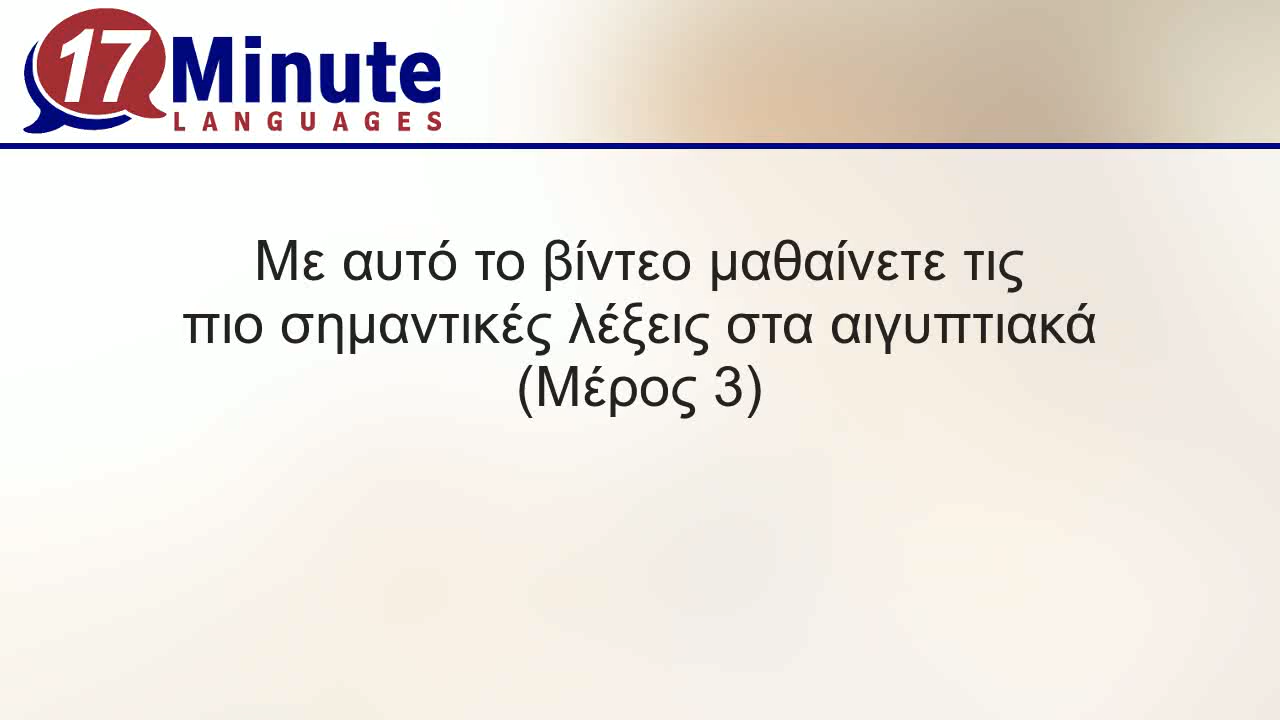 17 Minute
LANGUAGES
Με αυτό το βίντεο μαθαίνετε τις
πιο σημαντικές λέξεις στα αιγυπτιακά
(Μέρος 3)